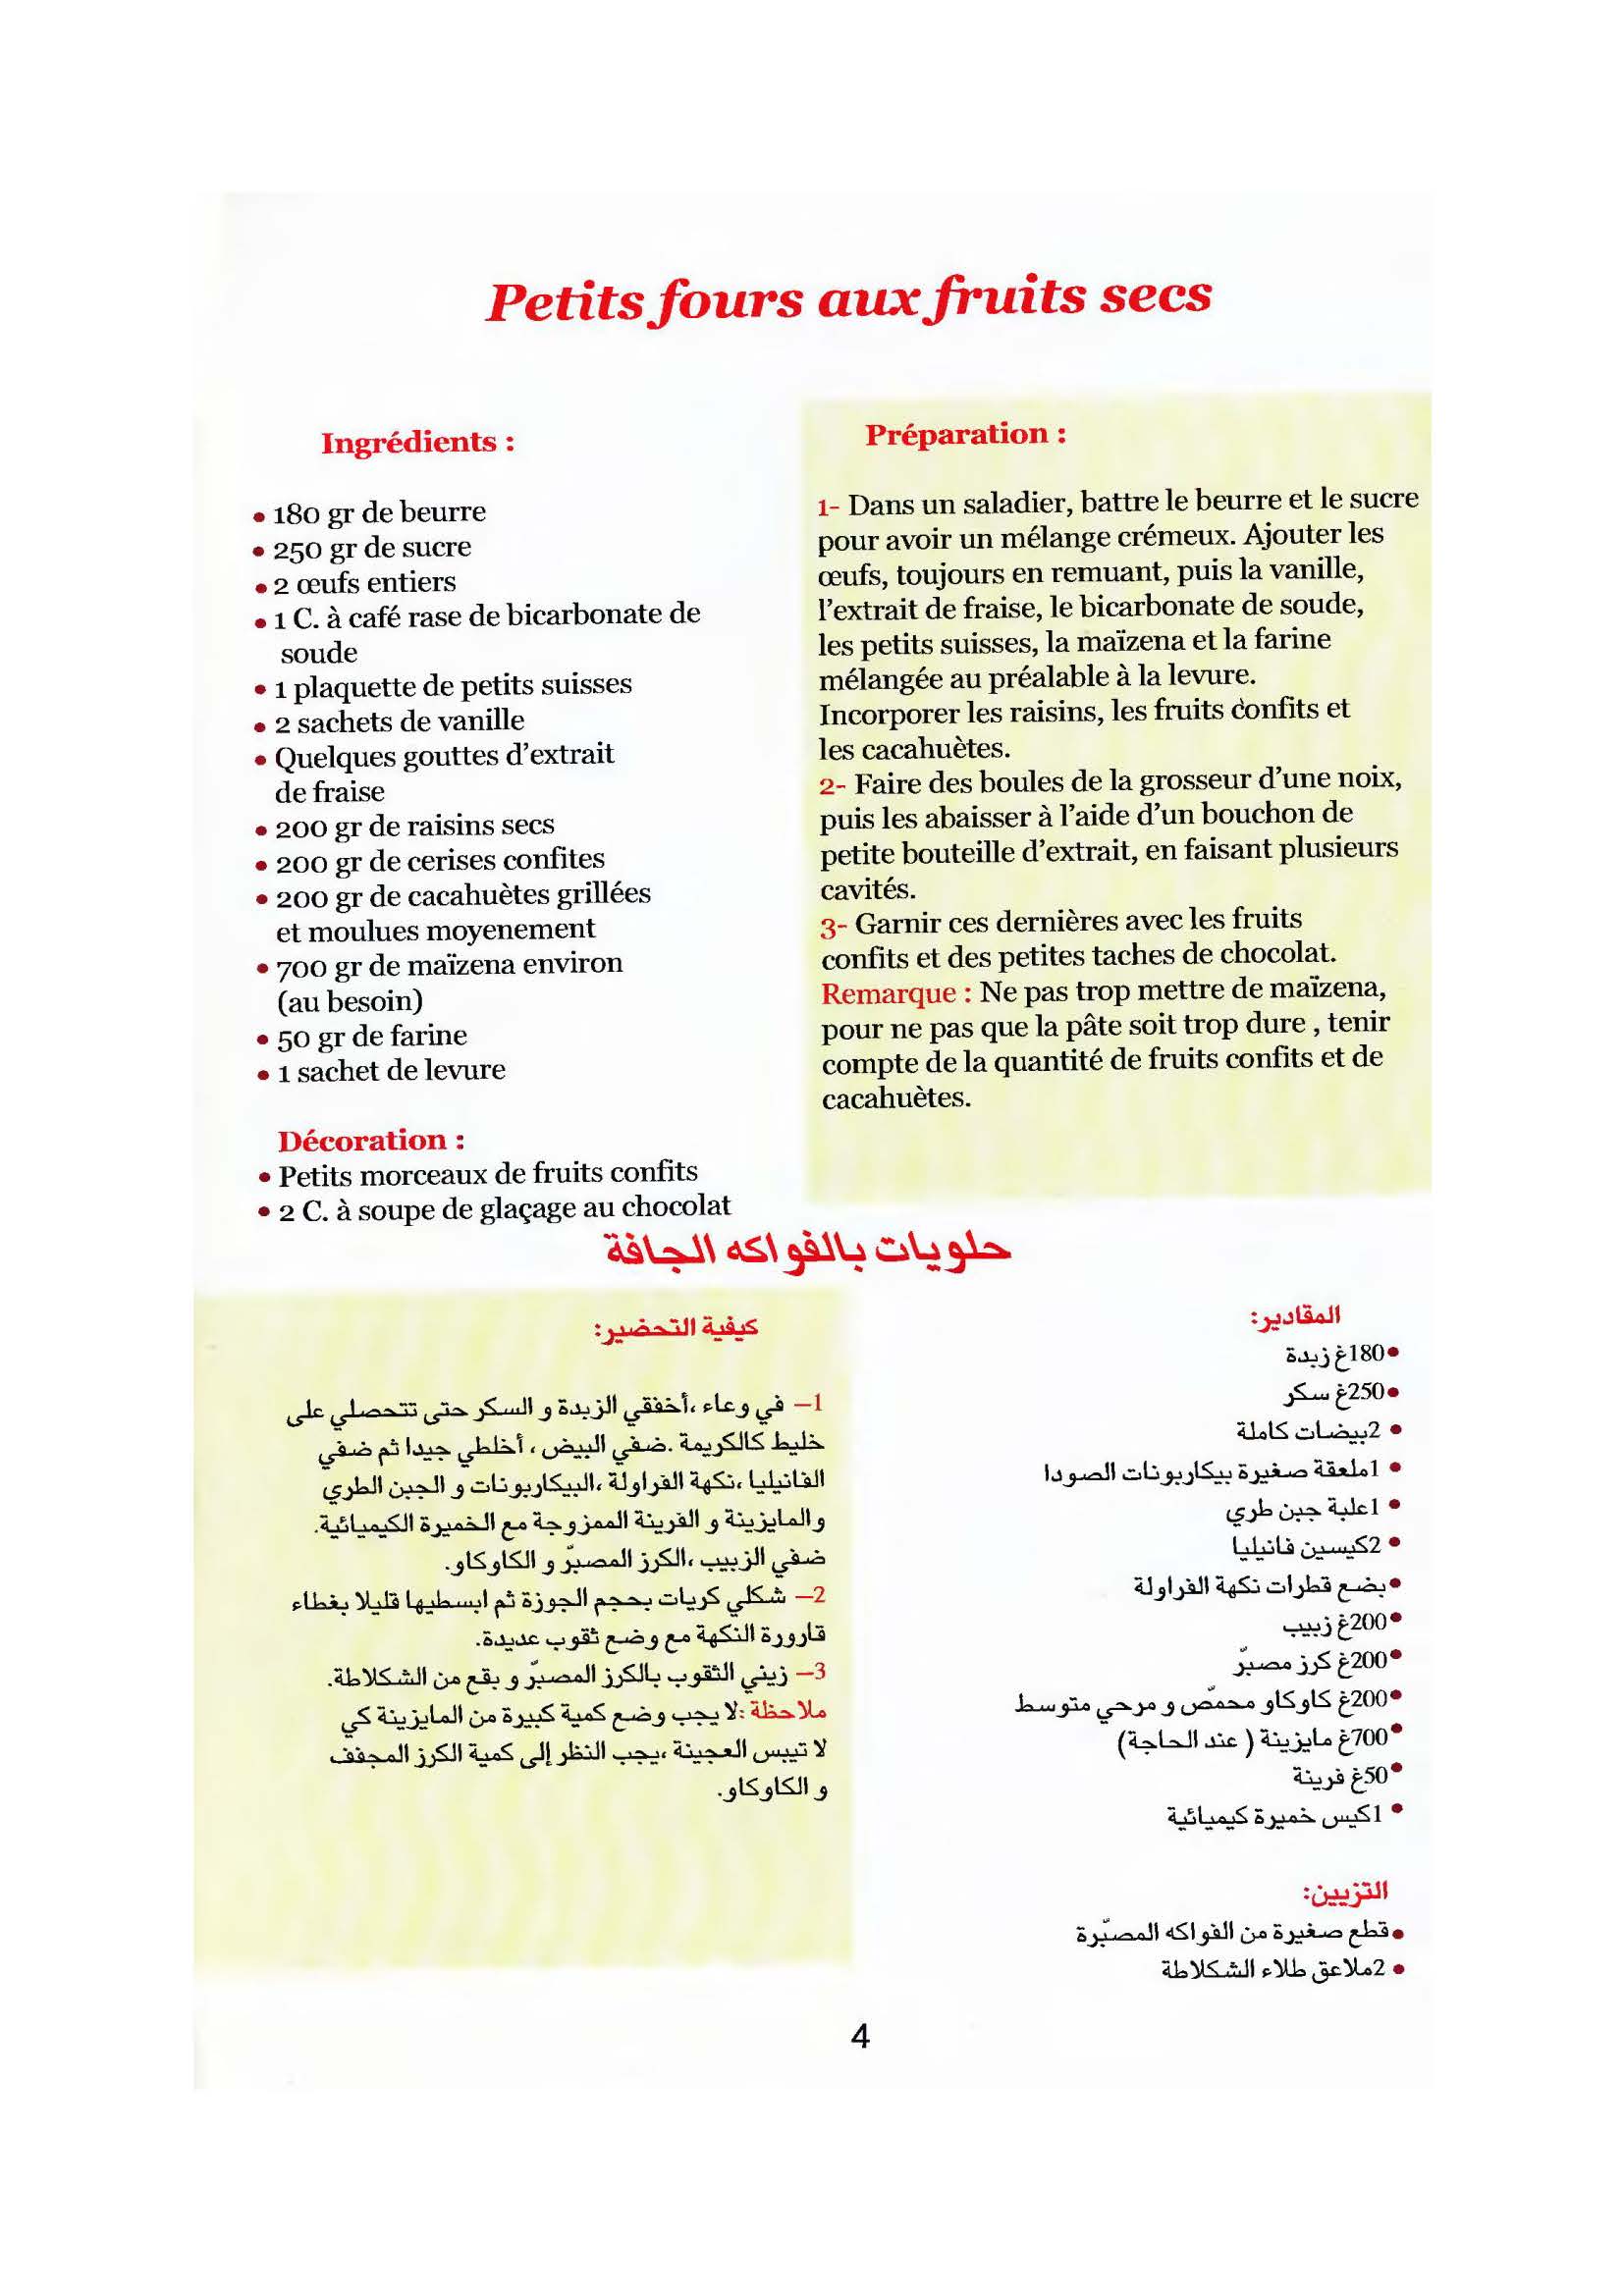 Petits fours aux fruits secs
Ingrédients :
• 180 gr de beurre
• 250 gr de sucre
• 2 œufs entiers
• 1 C. à café rase de bicarbonate de
soude
• 1 plaquette de petits suisses
• 2 sachets de vanille
• Quelques gouttes d'extrait
de fraise
• 200 gr de raisins secs
• 200 gr de cerises confites
• 200 gr de cacahuètes grillées
et moulues moyenement
• 700 gr de maïzena environ
(au besoin)
• 50 gr de farine
• 1 sachet de levure
Décoration :
• Petits morceaux de fruits confits
• 2 C. à soupe de glaçage au chocolat
Préparation :
1- Dans un saladier, battre le beurre et le sucre
pour avoir un mélange crémeux. Ajouter les
œufs, toujours en remuant, puis la vanille,
l'extrait de fraise, le bicarbonate de soude,
les petits suisses, la maïzena et la farine
mélangée au préalable à la levure.
Incorporer les raisins, les fruits confits et
les cacahuètes.
2- Faire des boules de la grosseur d'une noix,
puis les abaisser à l'aide d'un bouchon de
petite bouteille d'extrait, en faisant plusieurs
cavités.
3- Garnir ces dernières avec les fruits
confits et des petites taches de chocolat.
Remarque : Ne pas trop mettre de maïzena,
pour ne pas que la pâte soit trop dure , tenir
compte de la quantité de fruits confits et de
cacahuètes.
حلويات بالفواكه الجافة
المقادير:
•180غ زبدة
•250غ سكر
• 2بيضات كاملة
• 1ملعقة صغيرة بيكاربونات الصودا
• 1علبة جبن طري
• 2كيسين فانيليا
•بضع قطرات نكهة الفراولة
•200غ زبيب
•200غ كرز مصبّر
•200غ كاوكاو محمّص و مرحي متوسط
•700غ مايزينة ( عند الحاجة)
•50غ فرينة
• 1كيس خميرة كيميائية
التزيين:
•قطع صغيرة من الفواكه المصبّرة
• 2ملاعق طلاء الشكلاطة
كيفية التحضير:
1– في وعاء ،أخفقي الزبدة و السكر حتى تتحصلي على
خليط كالكريمة .ضفي البيض ، أخلطي جيدا ثم ضفي
الفانيليا ،نكهة الفراولة، البيكاربونات و الجبن الطري
والمايزينة و الفرينة الممزوجة مع الخميرة الكيميائية.
ضفي الزبيب ،الكرز المصبّر و الكاوكاو.
2– شكلي كريات بحجم الجوزة ثم ابسطيها قليلا بغطاء
قارورة النكهة مع وضع ثقوب عديدة.
3– زيني الثقوب بالكرز المصبّر و بقع من الشكلاطة.
ملاحظة :لا يجب وضع كمية كبيرة من المايزينة كي
لا تيبس العجينة ،يجب النظر إلى كمية الكرز المجفف
و الكاوكاو.
4